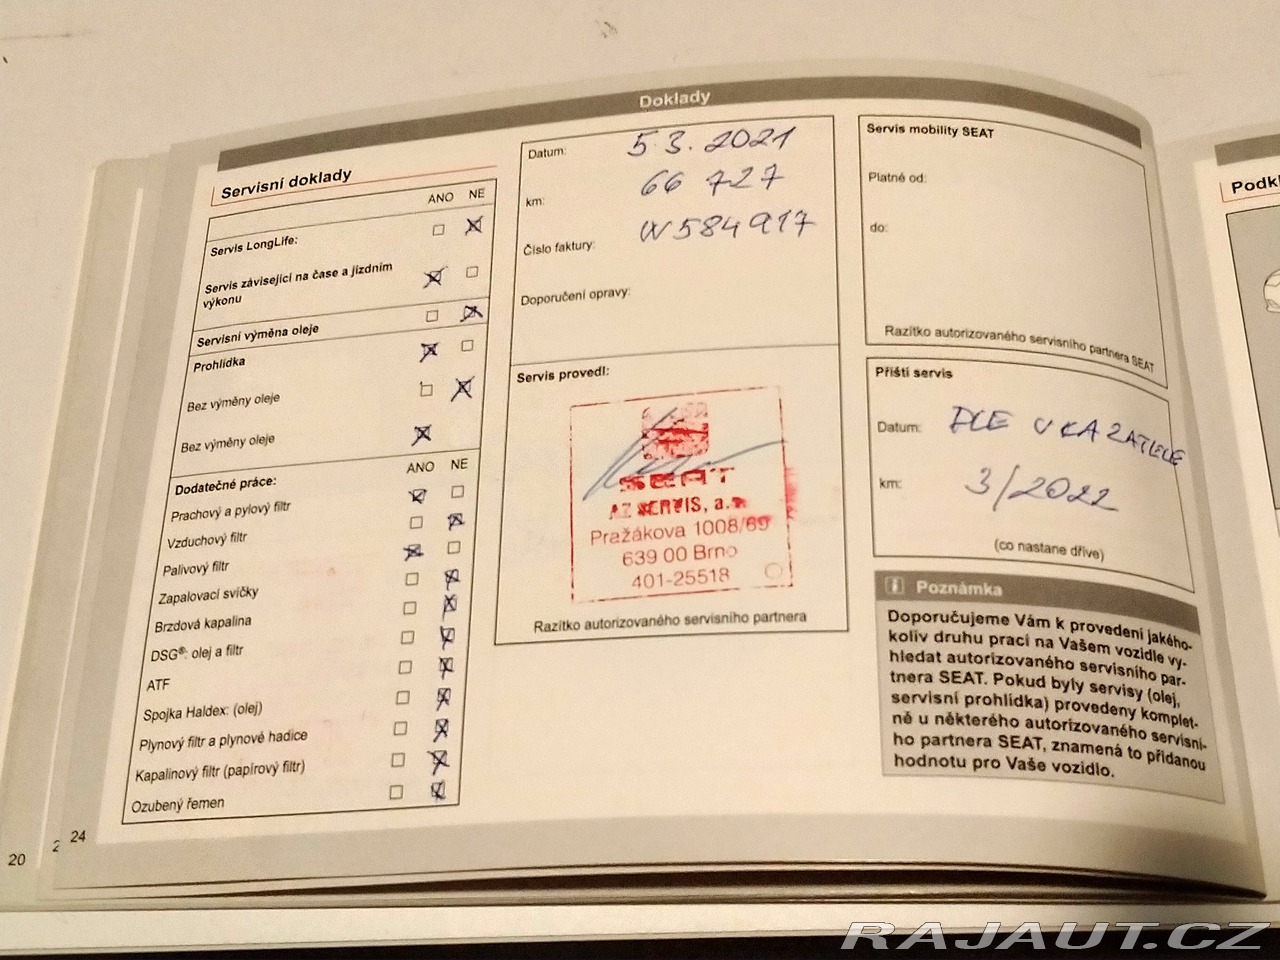 Doklady
Servisní doklady
ANO NE
Servis LongLife:
Servis závisející na čase a jízdním
výkonu
Servisní výměna oleje
Prohlídka
Bez výměny oleje
Bez výměny oleje
Dodatečné práce:
ANO NE
Prachový a pylový filtr
Vzduchový filtr
Palivový filtr
Zapalovací svíčky
Brzdová kapalina
DSG®: olej a filtr
ATF
Spojka Haldex: (olej)
Plynový filtr a plynové hadice
Kapalinový filtr (papírový filtr)
Ozubený řemen
24
20
Datum: 5.3.2021
km: 66 727
Číslo faktury: W584917
Doporučení opravy:
Servis provedl:
SEAT
AZ SERVIS, a.s.
Pražákova 1008/69
639 00 Brno
401-25518
Razítko autorizovaného servisního partnera
Servis mobility SEAT
Platné od:
do:
Razítko autorizovaného servisního partnera SEAT
Příští servis
Datum: DLE UKAZATELE
km: 3/2022
(co nastane dříve)
Poznámka
Doporučujeme Vám k provedení jakého-
koliv druhu prací na Vašem vozidle vy-
hledat autorizovaného servisního par-
tnera SEAT. Pokud byly servisy (olej,
servisní prohlídka) provedeny komplet-
ně u některého autorizovaného servisní-
ho partnera SEAT, znamená to přidanou
hodnotu pro Vaše vozidlo.
RAJAUT.CZ